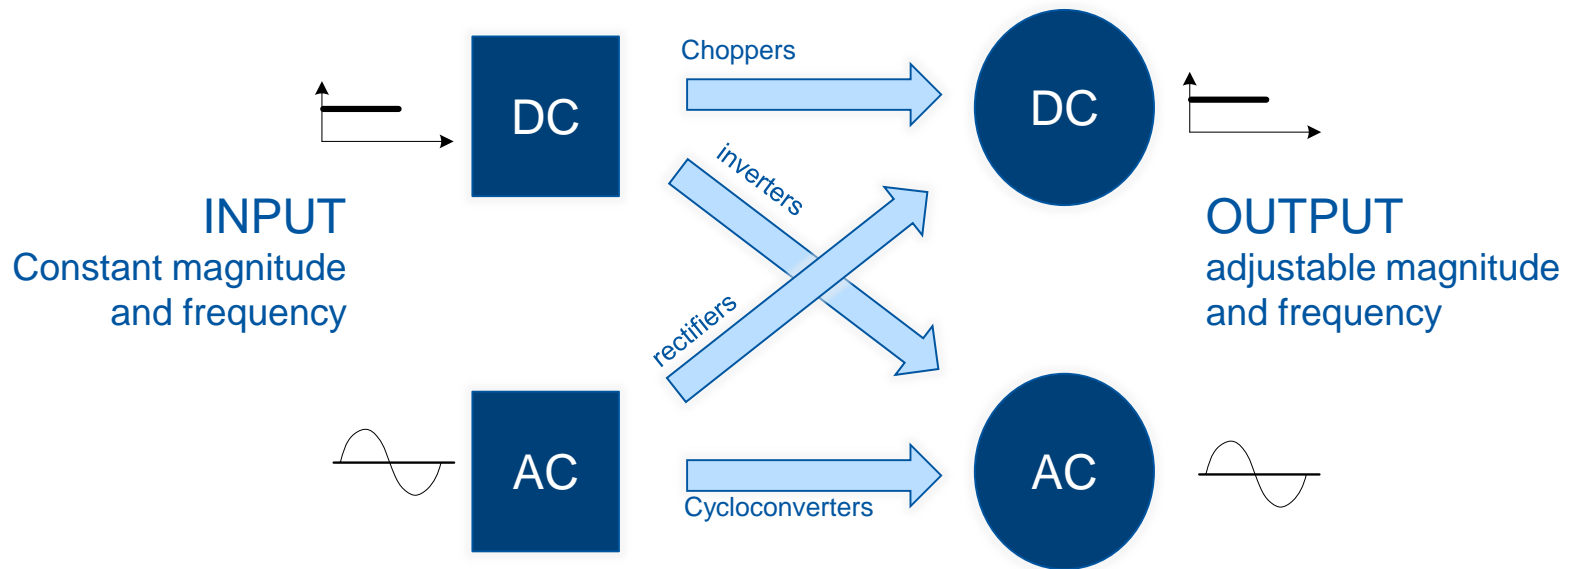 Choppers
DC
DC
inverters
INPUT
Constant magnitude
and frequency
OUTPUT
adjustable magnitude
and frequency
rectifiers
AC
AC
Cycloconverters